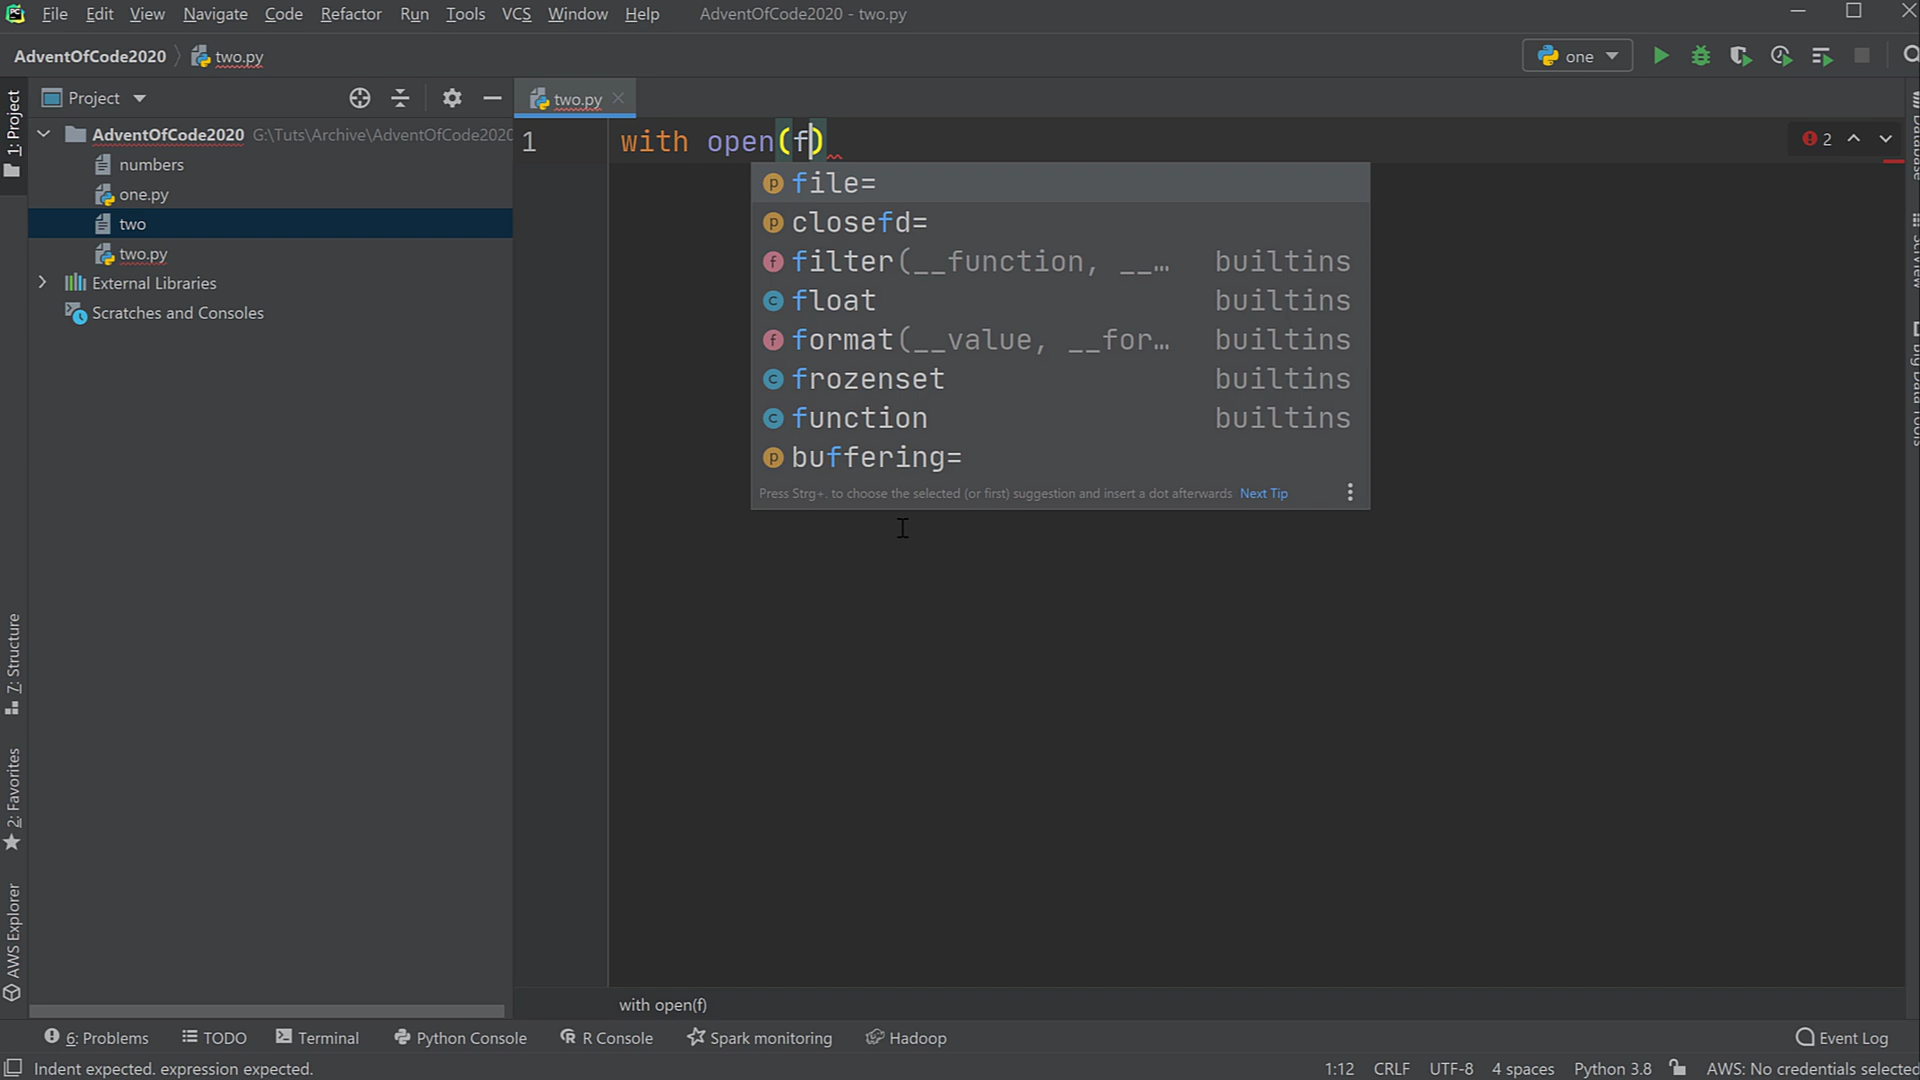 File Edit View Navigate Code Refactor Run Tools VCS Window Help AdventOfCode2020 - two.py
AdventOfCode2020 two.py one
1: Project
Project
two.py
AdventOfCode2020 G:\Tuts\Archive\AdventOfCode2020
numbers
one.py
two
two.py
External Libraries
Scratches and Consoles
1 with open(f)
2
file=
closefd=
filter(__function, __… builtins
float builtins
format(__value, __for… builtins
frozenset builtins
function builtins
buffering=
Press Strg+. to choose the selected (or first) suggestion and insert a dot afterwards Next Tip
7: Structure
2: Favorites
AWS Explorer
Database
SciView
Big Data Tools
with open(f)
6: Problems TODO Terminal Python Console R Console Spark monitoring Hadoop Event Log
Indent expected. expression expected. 1:12 CRLF UTF-8 4 spaces Python 3.8 AWS: No credentials selected